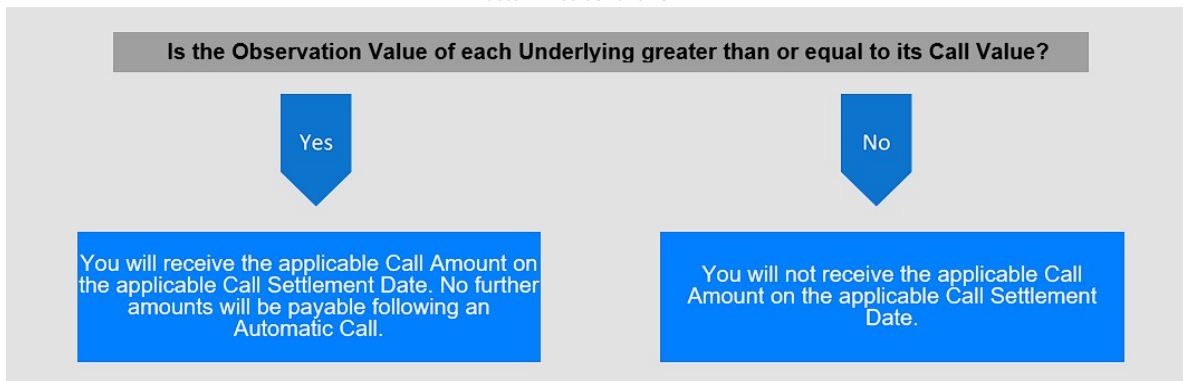 Is the Observation Value of each Underlying greater than or equal to its Call Value?
Yes
No
You will receive the applicable Call Amount on
the applicable Call Settlement Date. No further
amounts will be payable following an
Automatic Call.
You will not receive the applicable Call
Amount on the applicable Call Settlement
Date.